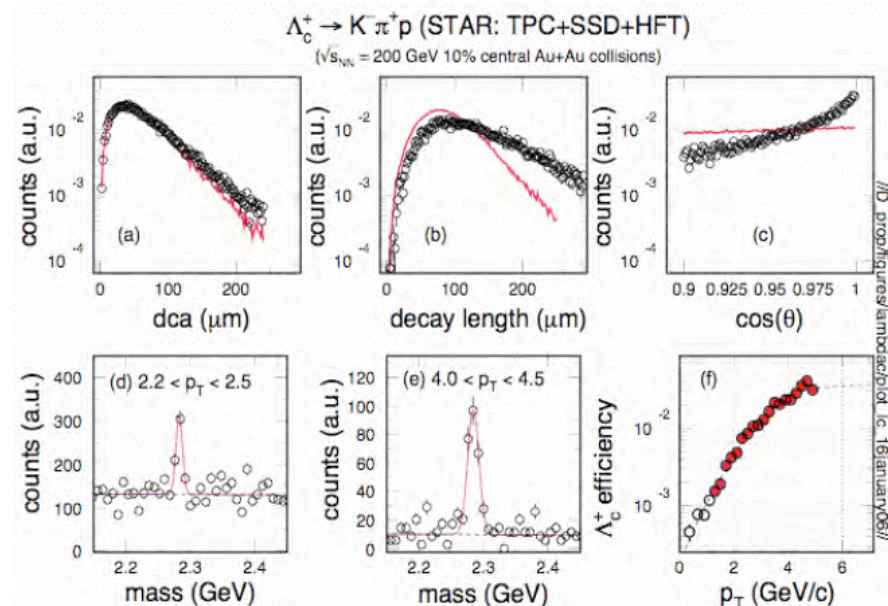 Λc+ → K−π+p (STAR: TPC+SSD+HFT)
(√sNN = 200 GeV 10% central Au+Au collisions)
counts (a.u.)
10-2
10-3
10-4
(a)
0 100 200
dca (μm)
counts (a.u.)
10-2
10-3
10-4
(b)
0 100 200
decay length (μm)
counts (a.u.)
10-2
10-3
10-4
(c)
0.9 0.925 0.95 0.975 1
cos(θ)
counts (a.u.)
400
300
200
100
0
(d) 2.2 < pT < 2.5
2.2 2.3 2.4
mass (GeV)
counts (a.u.)
120
100
80
60
40
20
0
(e) 4.0 < pT < 4.5
2.2 2.3 2.4
mass (GeV)
Λc+ efficiency
10-2
10-3
(f)
0 2 4 6
pT (GeV/c)